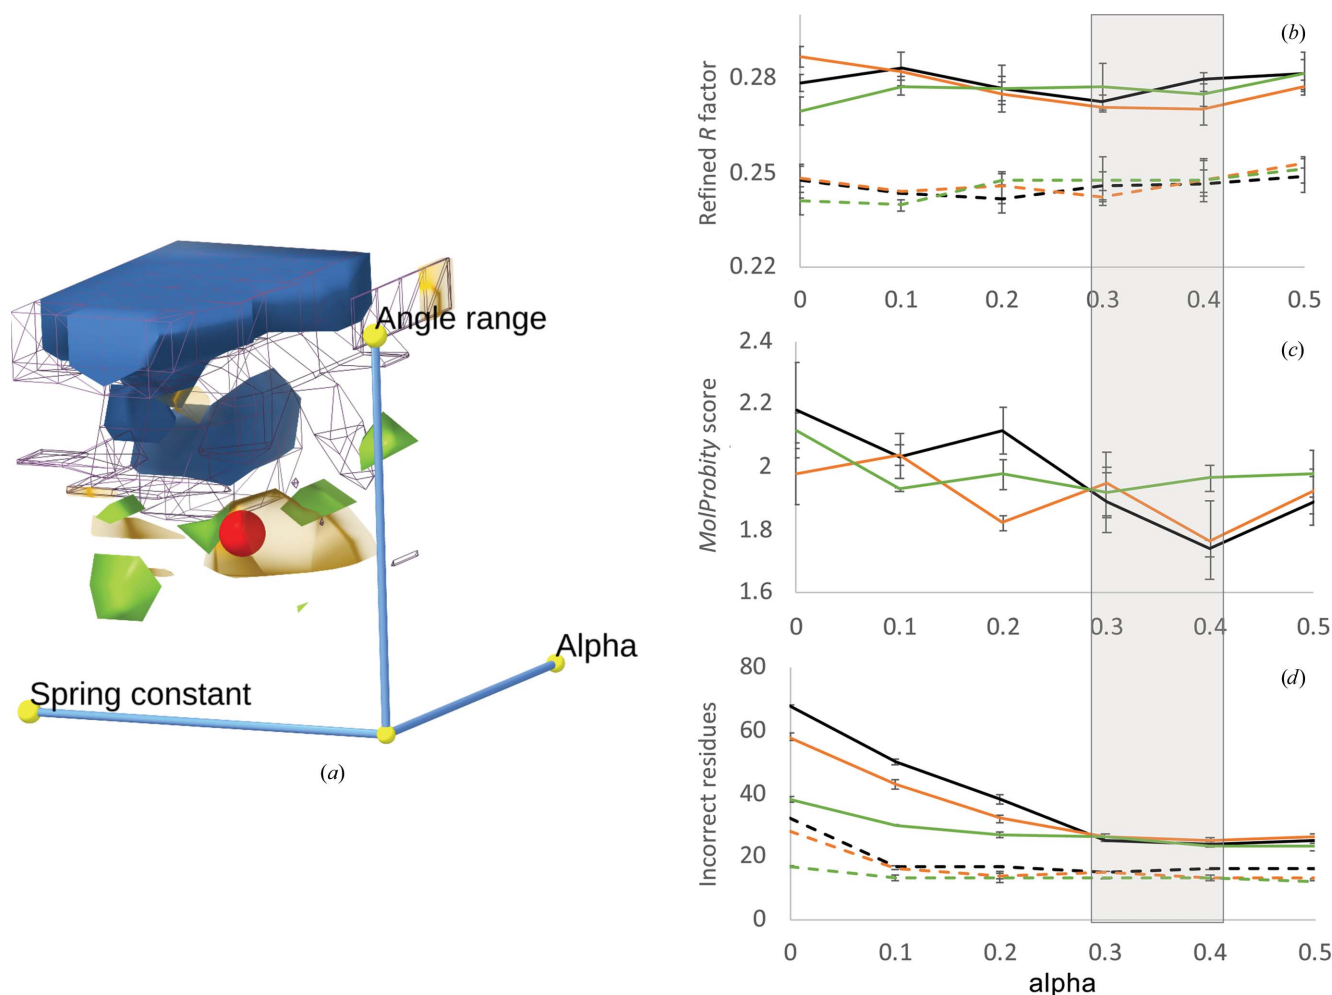 Angle range
Alpha
Spring constant
(a)
(b)
Refined R factor
0.28
0.25
0.22
0 0.1 0.2 0.3 0.4 0.5
(c)
MolProbity score
2.4
2.2
2
1.8
1.6
0 0.1 0.2 0.3 0.4 0.5
(d)
Incorrect residues
80
60
40
20
0
0 0.1 0.2 0.3 0.4 0.5
alpha